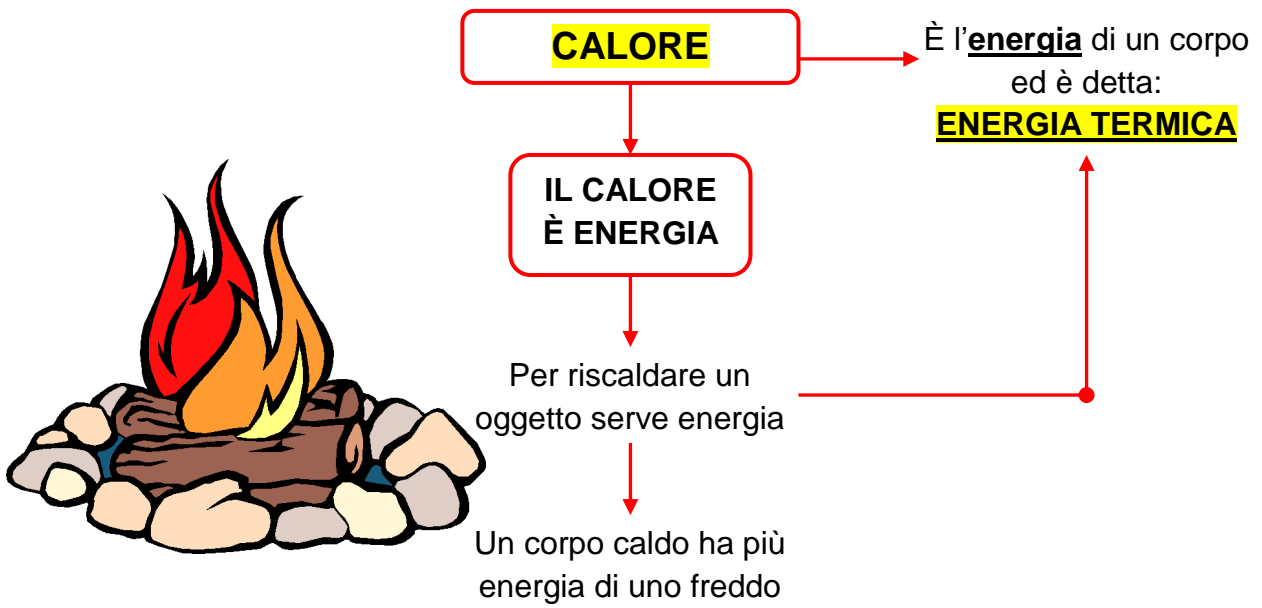 CALORE
È l’energia di un corpo
ed è detta:
ENERGIA TERMICA
IL CALORE
È ENERGIA
Per riscaldare un
oggetto serve energia
Un corpo caldo ha più
energia di uno freddo